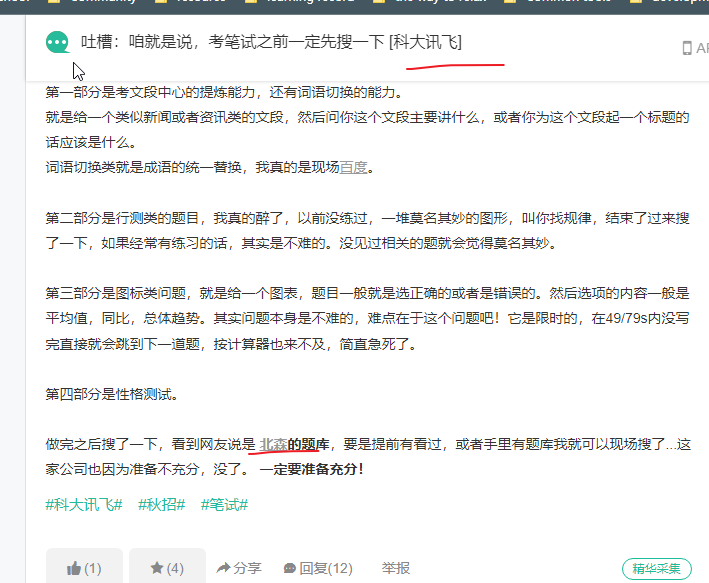 community
resource
learning record
the way to relax
common tools
吐槽：咱就是说，考笔试之前一定先搜一下 [科大讯飞]
第一部分是考文段中心的提炼能力，还有词语切换的能力。
就是给一个类似新闻或者资讯类的文段，然后问你这个文段主要讲什么，或者你为这个文段起一个标题的
话应该是什么。
词语切换类就是成语的统一替换，我真的是现场百度。
第二部分是行测类的题目，我真的醉了，以前没练过，一堆莫名其妙的图形，叫你找规律，结束了过来搜
了一下，如果经常有练习的话，其实是不难的。没见过相关的题就会觉得莫名其妙。
第三部分是图标类问题，就是给一个图表，题目一般就是选正确的或者是错误的。然后选项的内容一般是
平均值，同比，总体趋势。其实问题本身是不难的，难点在于这个问题吧！它是限时的，在49/79s内没写
完直接就会跳到下一道题，按计算器也来不及，简直急死了。
第四部分是性格测试。
做完之后搜了一下，看到网友说是 北森的题库，要是提前有看过，或者手里有题库我就可以现场搜了...这
家公司也因为准备不充分，没了。 一定要准备充分！
#科大讯飞# #秋招# #笔试#
(1) (4) 分享 回复(12) 举报 精华采集